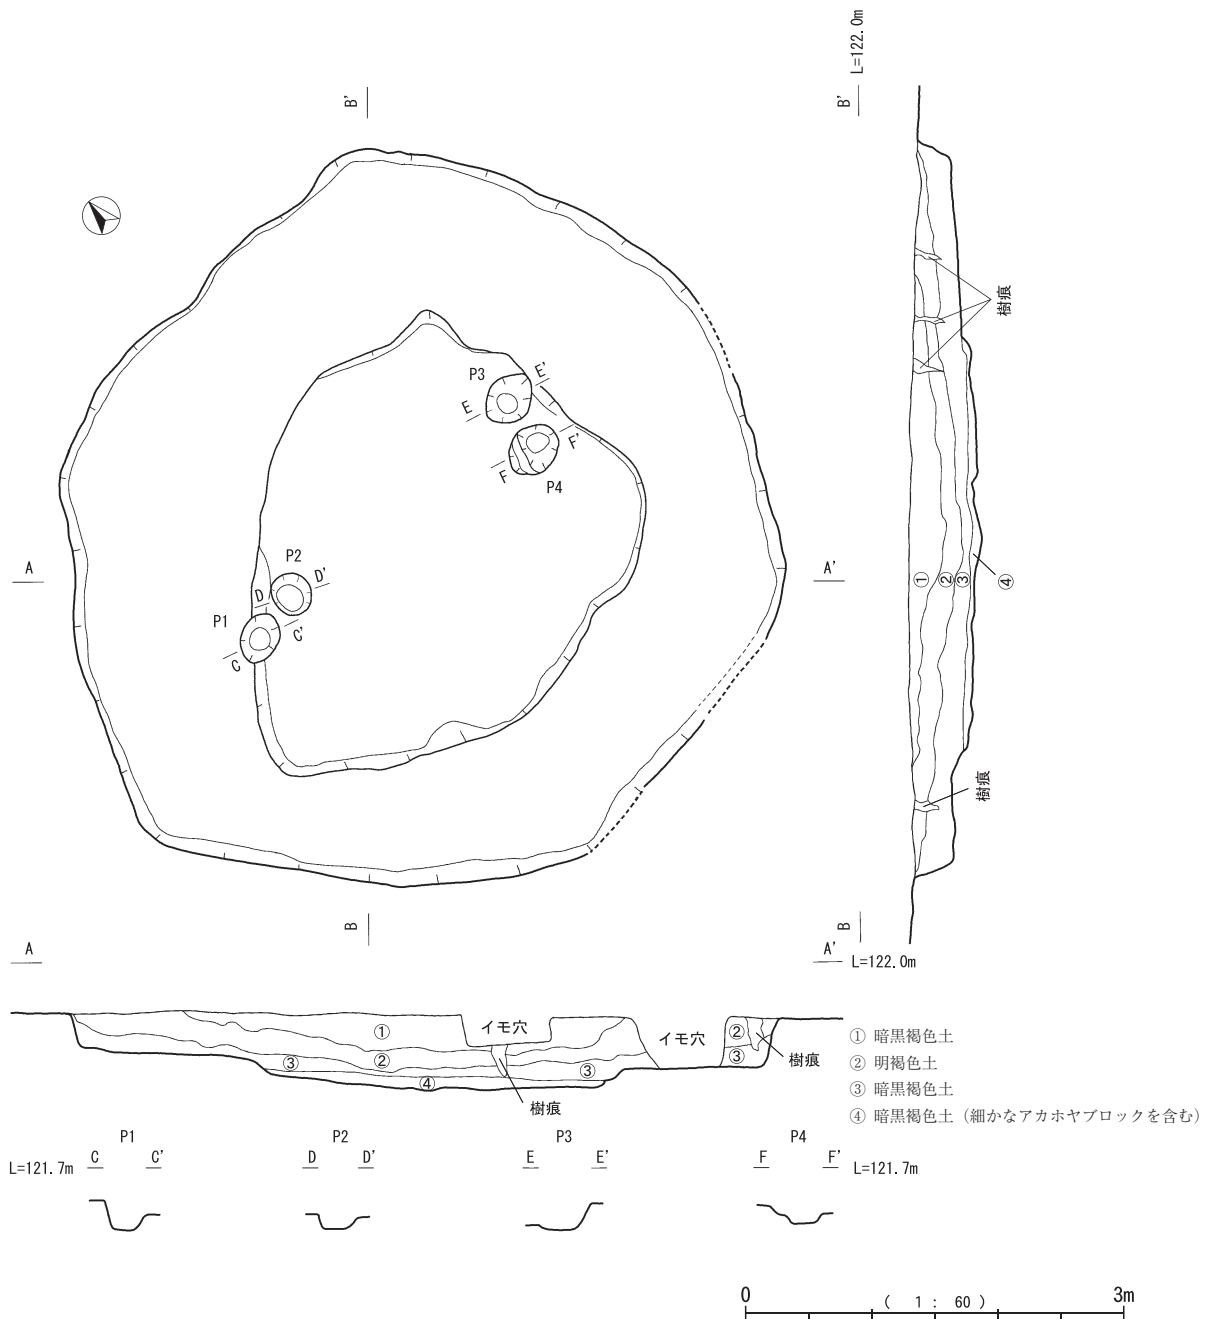 L=122.0m
B'
B'
P3
E'
E
F'
F
P4
A
P2
D'
D
P1
C'
C
A'
樹痕
①
②
③
④
樹痕
B
B
A
A'
L=122.0m
①
②
③
④
③
イモ穴
樹痕
イモ穴
②
③
樹痕
① 暗黒褐色土
② 明褐色土
③ 暗黒褐色土
④ 暗黒褐色土（細かなアカホヤブロックを含む）
P1
P2
P3
P4
L=121.7m
C
C'
D
D'
E
E'
F
F'
L=121.7m
0
( 1 : 60 )
3m